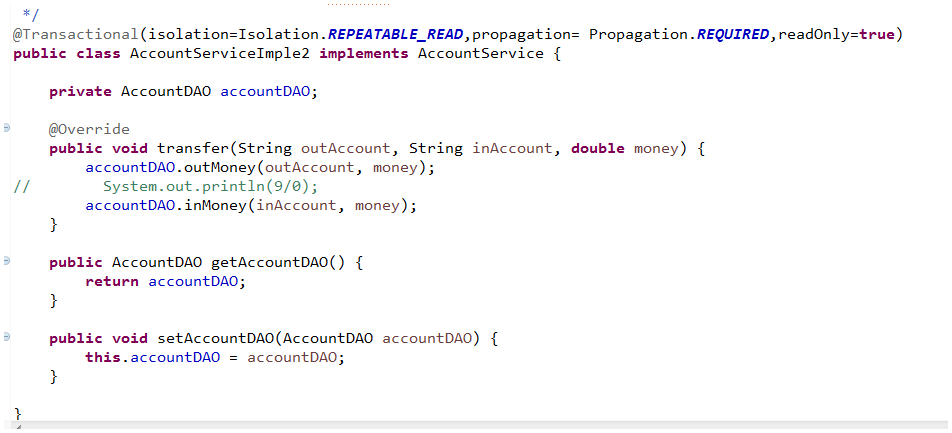 */
@Transactional(isolation=Isolation.REPEATABLE_READ,propagation= Propagation.REQUIRED,readOnly=true)
public class AccountServiceImple2 implements AccountService {
private AccountDAO accountDAO;
@Override
public void transfer(String outAccount, String inAccount, double money) {
accountDAO.outMoney(outAccount, money);
// System.out.println(9/0);
accountDAO.inMoney(inAccount, money);
}
public AccountDAO getAccountDAO() {
return accountDAO;
}
public void setAccountDAO(AccountDAO accountDAO) {
this.accountDAO = accountDAO;
}
}